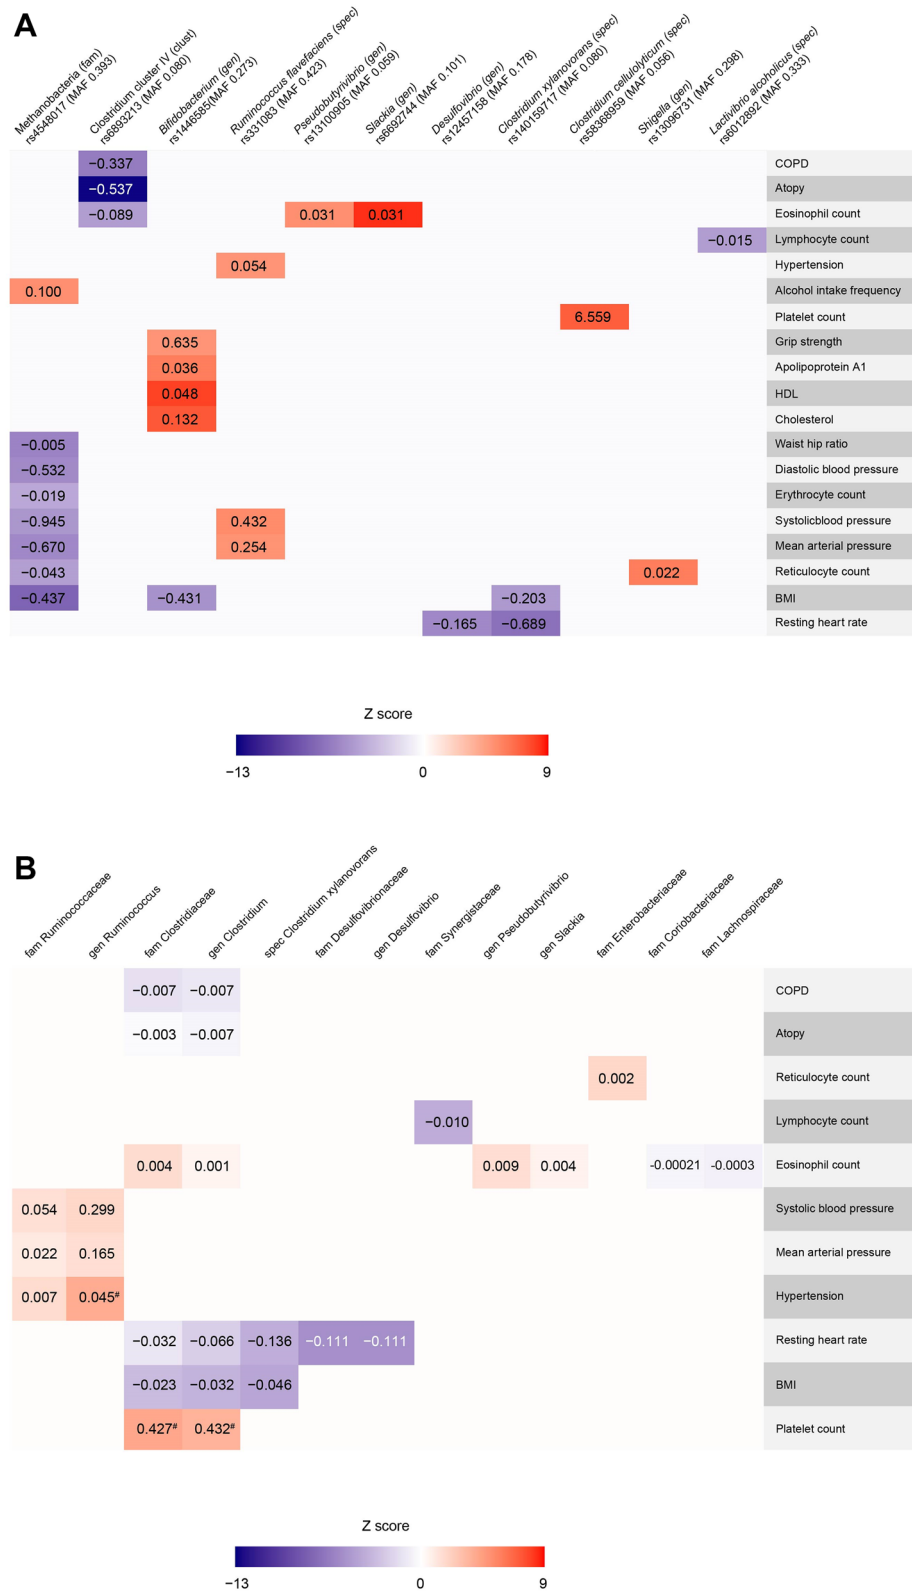 A
Methanobacteria (fam)
rs4548017 (MAF 0.393)
Clostridium cluster IV (clust)
rs6893213 (MAF 0.080)
Bifidobacterium (gen)
rs1446585(MAF 0.273)
Ruminococcus flavefaciens (spec)
rs331083 (MAF 0.423)
Pseudobutyrivibrio (gen)
rs13100905 (MAF 0.059)
Slackia (gen)
rs6692744 (MAF 0.101)
Desulfovibrio (gen)
rs12457158 (MAF 0.178)
Clostridium xylanovorans (spec)
rs140159717 (MAF 0.080)
Clostridium cellulolyticum (spec)
rs58368959 (MAF 0.056)
Shigella (gen)
rs13096731 (MAF 0.298)
Lactivibrio alcoholicus (spec)
rs6012892 (MAF 0.333)
−0.337 COPD
−0.537 Atopy
−0.089 0.031 0.031 Eosinophil count
−0.015 Lymphocyte count
0.054 Hypertension
0.100 Alcohol intake frequency
6.559 Platelet count
0.635 Grip strength
0.036 Apolipoprotein A1
0.048 HDL
0.132 Cholesterol
−0.005 Waist hip ratio
−0.532 Diastolic blood pressure
−0.019 Erythrocyte count
−0.945 0.432 Systolicblood pressure
−0.670 0.254 Mean arterial pressure
−0.043 0.022 Reticulocyte count
−0.437 −0.431 −0.203 BMI
−0.165 −0.689 Resting heart rate
Z score
−13 0 9
B
fam Ruminococcaceae
gen Ruminococcus
fam Clostridiaceae
gen Clostridium
spec Clostridium xylanovorans
fam Desulfovibrionaceae
gen Desulfovibrio
fam Synergistaceae
gen Pseudobutyrivibrio
gen Slackia
fam Enterobacteriaceae
fam Coriobacteriaceae
fam Lachnospiraceae
−0.007 −0.007 COPD
−0.003 −0.007 Atopy
0.002 Reticulocyte count
−0.010 Lymphocyte count
0.004 0.001 0.009 0.004 -0.00021 -0.0003 Eosinophil count
0.054 0.299 Systolic blood pressure
0.022 0.165 Mean arterial pressure
0.007 0.045# Hypertension
−0.032 −0.066 −0.136 −0.111 −0.111 Resting heart rate
−0.023 −0.032 −0.046 BMI
0.427# 0.432# Platelet count
Z score
−13 0 9